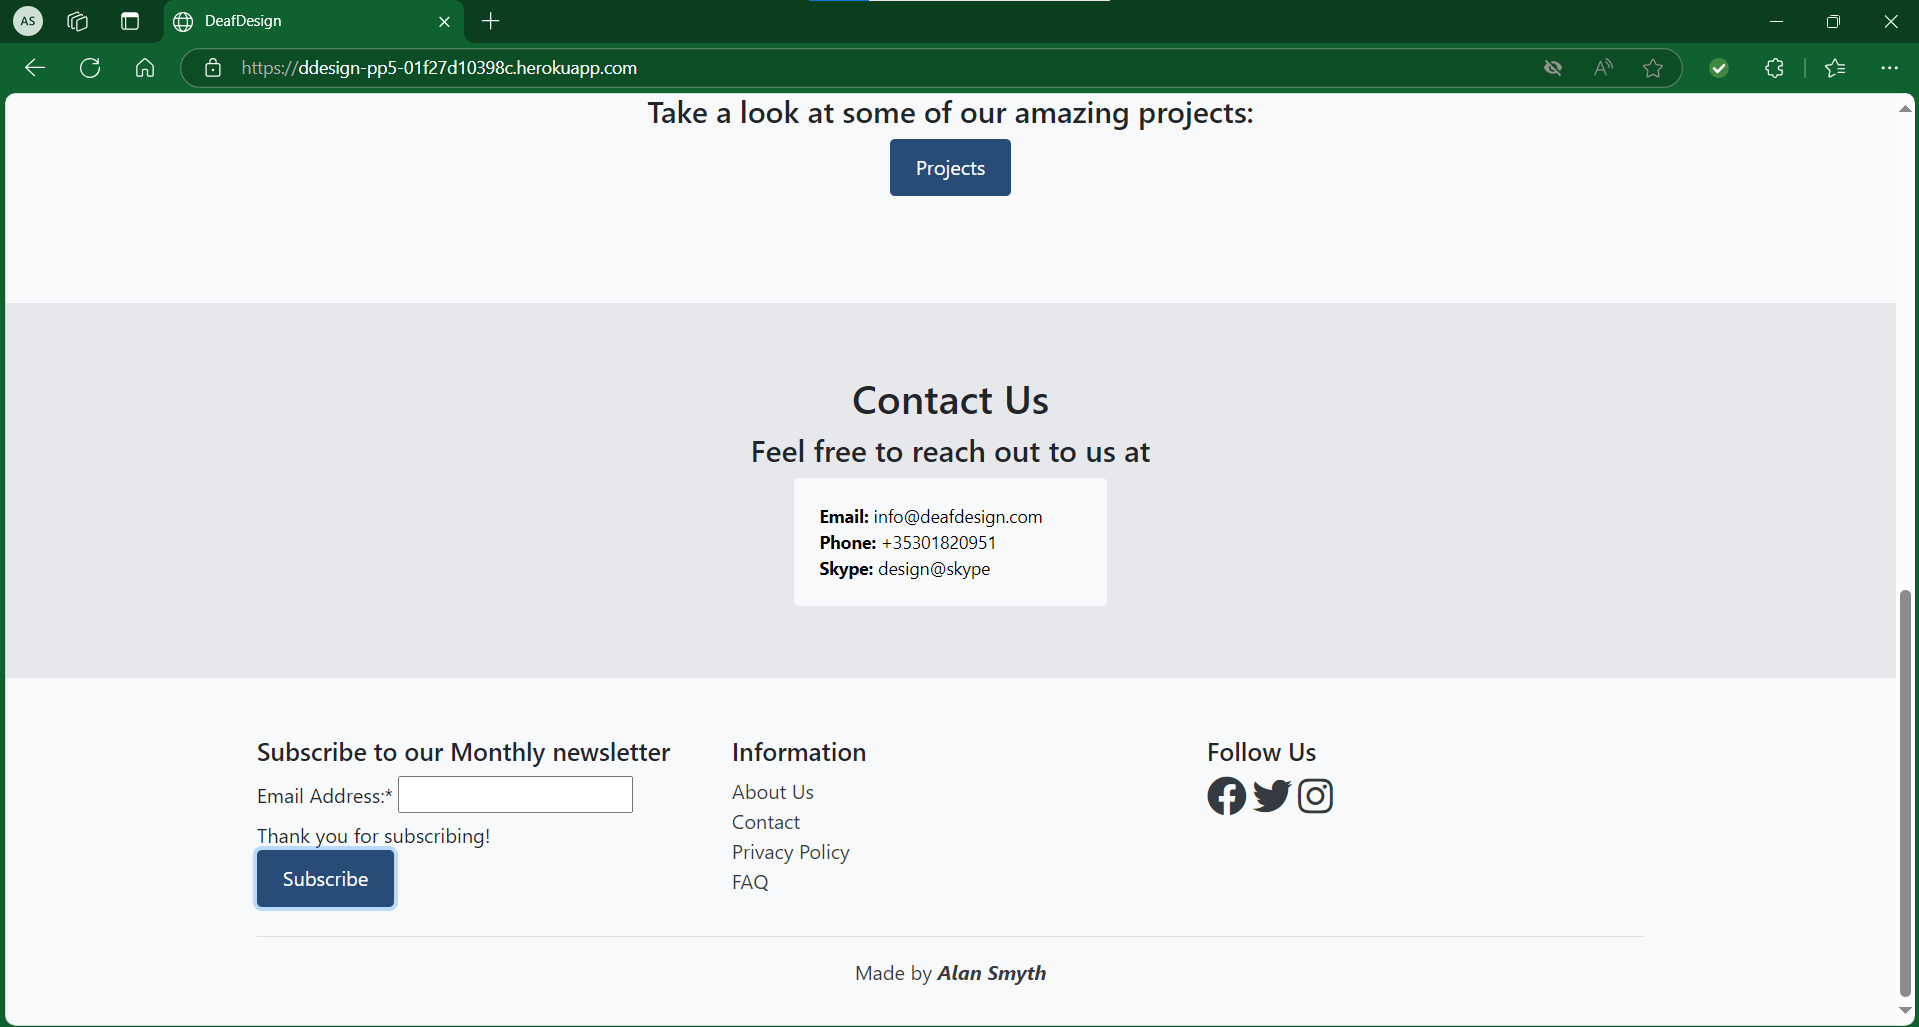 AS
DeafDesign
https://ddesign-pp5-01f27d10398c.herokuapp.com
Take a look at some of our amazing projects:
Projects
Contact Us
Feel free to reach out to us at
Email: info@deafdesign.com
Phone: +35301820951
Skype: design@skype
Subscribe to our Monthly newsletter
Email Address:*
Thank you for subscribing!
Subscribe
Information
About Us
Contact
Privacy Policy
FAQ
Follow Us
Made by Alan Smyth